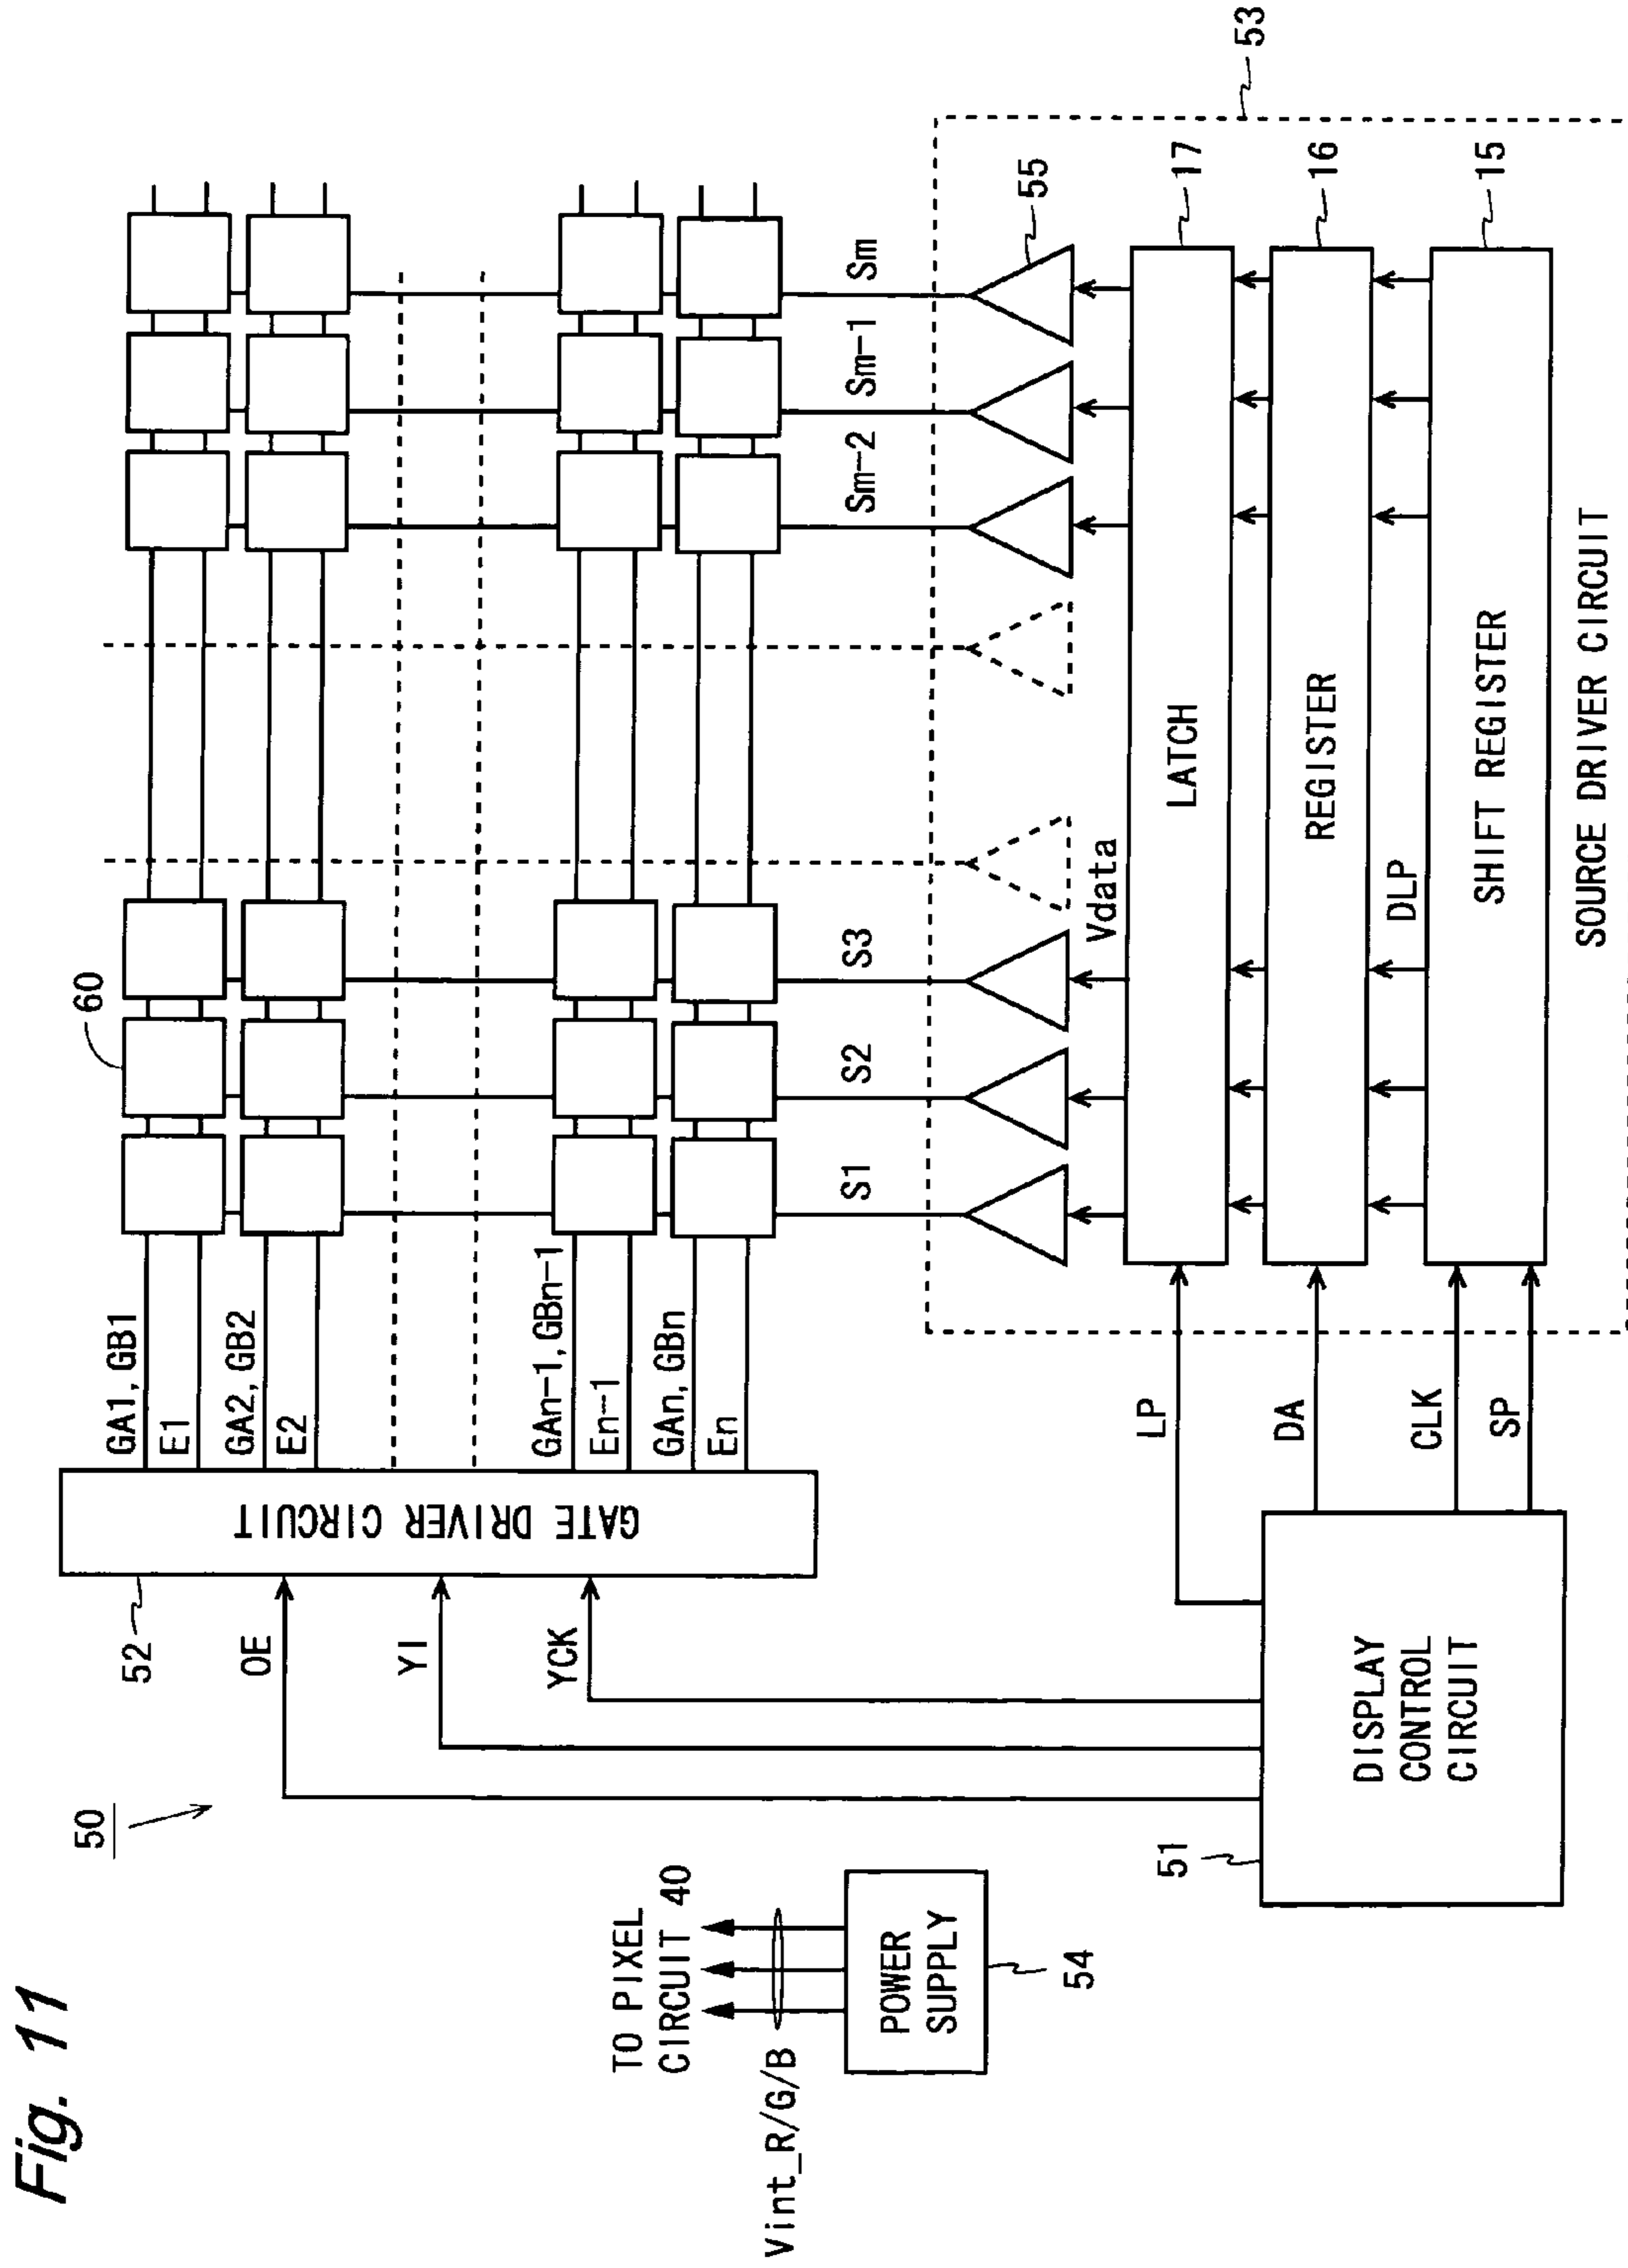 Fig. 11
50
52
OE
YI
YCK
GATE DRIVER CIRCUIT
GA1, GB1
E1
GA2, GB2
E2
GAn-1, GBn-1
En-1
GAn, GBn
En
60
S1
S2
S3
Sm-2
Sm-1
Sm
53
55
Vdata
LATCH
17
REGISTER
16
DLP
SHIFT REGISTER
15
SOURCE DRIVER CIRCUIT
LP
DA
CLK
SP
51
DISPLAY
CONTROL
CIRCUIT
TO PIXEL
CIRCUIT 40
Vint_R/G/B
POWER
SUPPLY
54